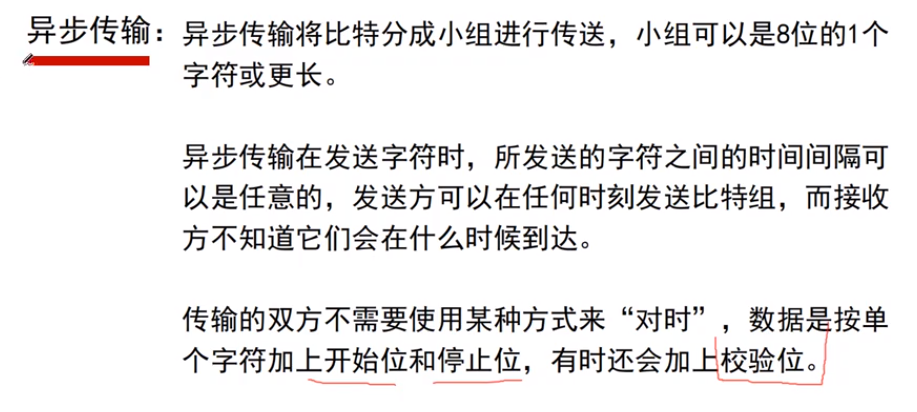 异步传输：异步传输将比特分成小组进行传送，小组可以是8位的1个
字符或更长。
异步传输在发送字符时，所发送的字符之间的时间间隔可
以是任意的，发送方可以在任何时刻发送比特组，而接收
方不知道它们会在什么时候到达。
传输的双方不需要使用某种方式来“对时”，数据是按单
个字符加上开始位和停止位，有时还会加上校验位。